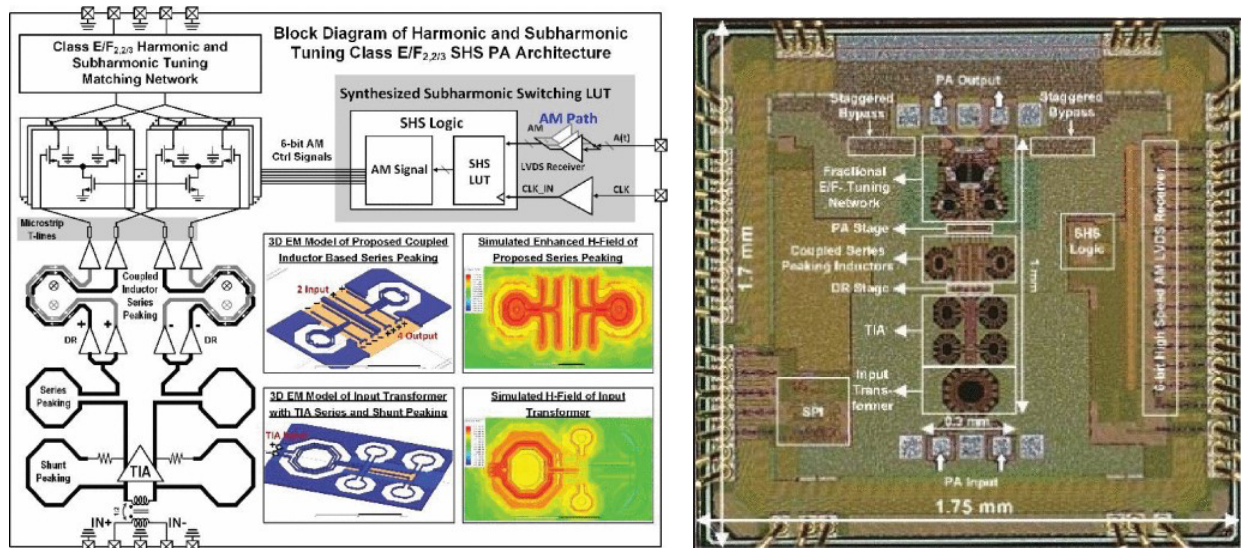 Class E/F2,2/3 Harmonic and
Subharmonic Tuning
Matching Network
Block Diagram of Harmonic and Subharmonic
Tuning Class E/F2,2/3 SHS PA Architecture
Synthesized Subharmonic Switching LUT
SHS Logic
AM Path
6-bit AM
Ctrl Signals
AM Signal
SHS
LUT
AM
A(t)
LVDS Receiver
CLK_IN
CLK
Microstrip
T-lines
Coupled
Inductor
Series
Peaking
+ + - -
DR
DR
Series
Peaking
Shunt
Peaking
TIA
IN+
IN-
3D EM Model of Proposed Coupled
Inductor Based Series Peaking
2 Input
4 Output
Simulated Enhanced H-Field of
Proposed Series Peaking
3D EM Model of Input Transformer
with TIA Series and Shunt Peaking
TIA
Simulated H-Field of Input
Transformer
PA Output
Staggered
Bypass
Staggered
Bypass
Fractional
E/F- Tuning
Network
PA Stage
Coupled Series
Peaking Inductors
DR Stage
TIA
Input
Trans-
former
SHS
Logic
6-bit High Speed AM LVDS Receiver
SPI
1 mm
0.3 mm
PA Input
1.7 mm
1.75 mm